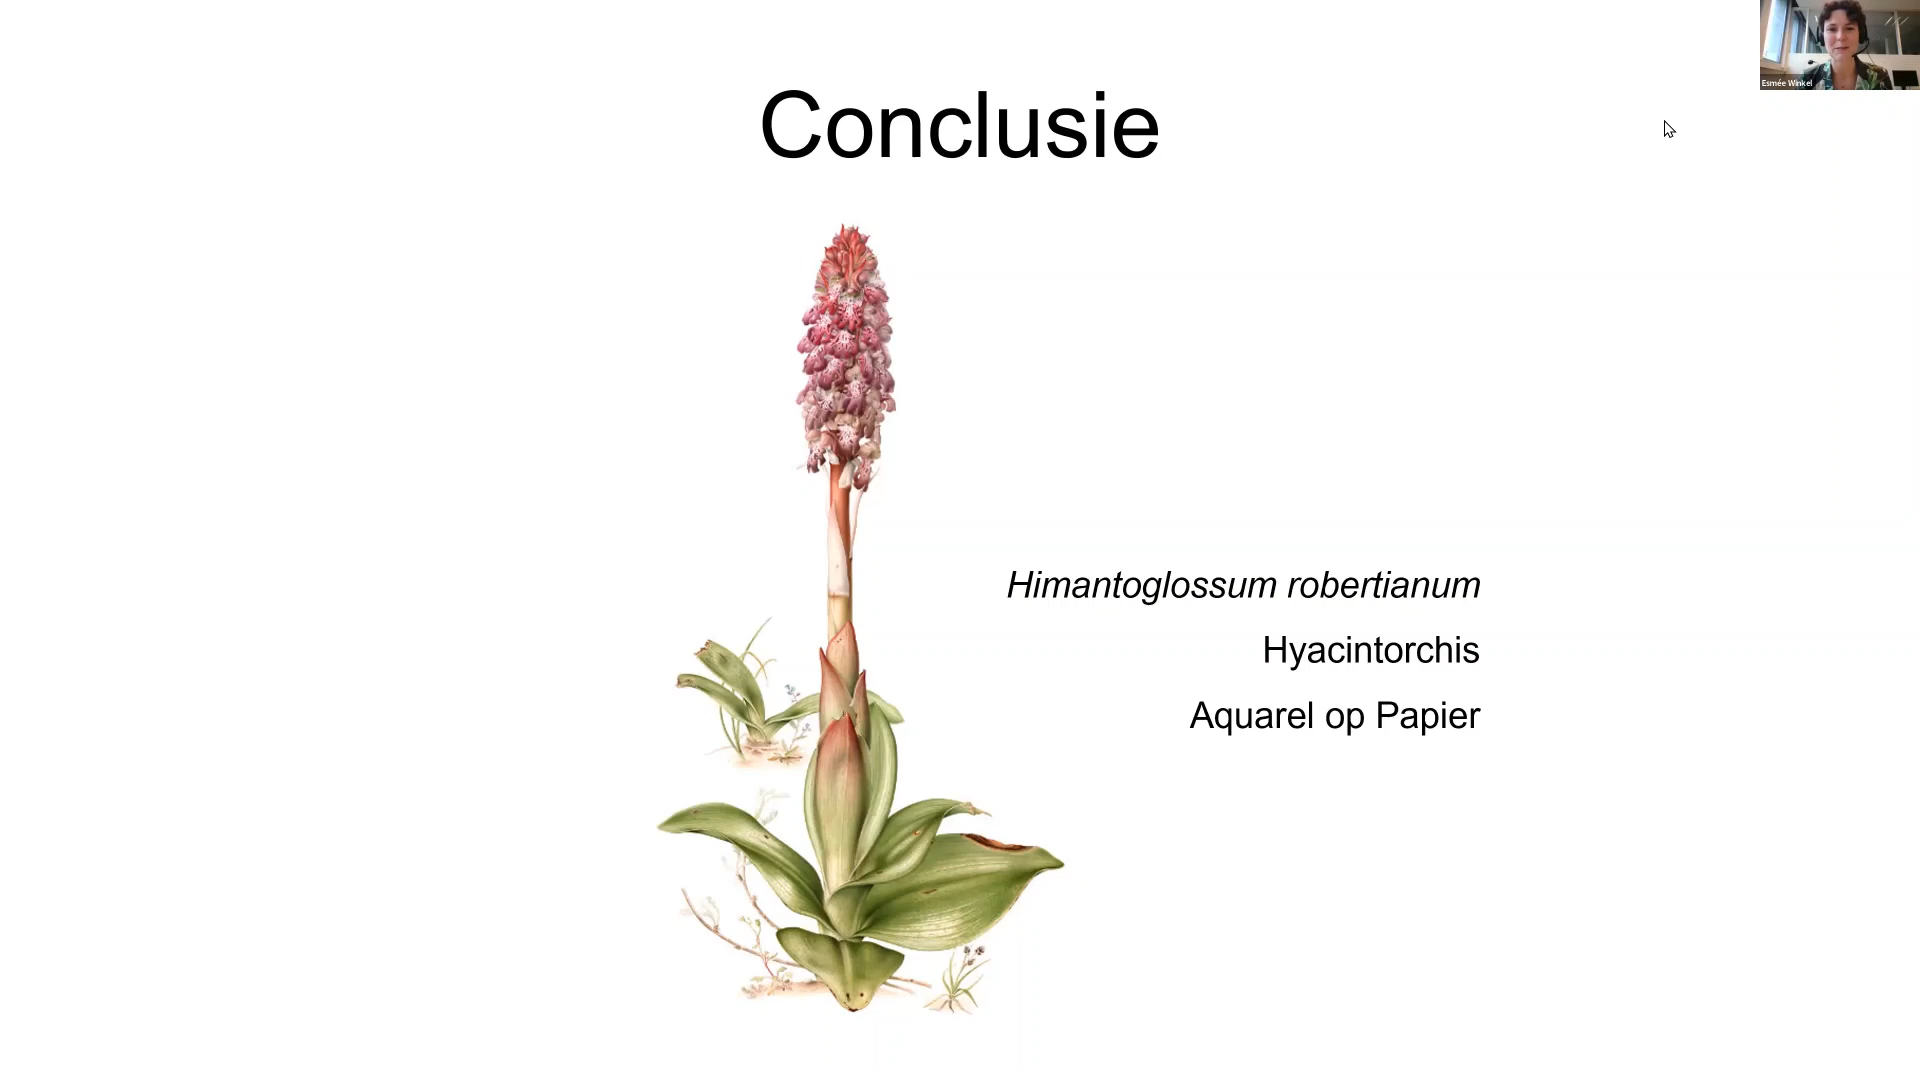 Conclusie
Esmée Winkel
Himantoglossum robertianum
Hyacintorchis
Aquarel op Papier